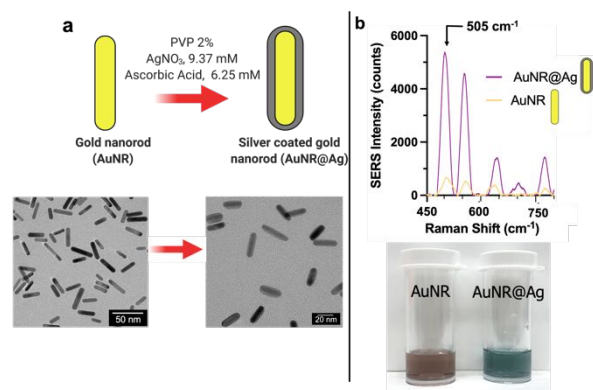 a
PVP 2%
AgNO₃, 9.37 mM
Ascorbic Acid, 6.25 mM
Gold nanorod
(AuNR)
Silver coated gold
nanorod (AuNR@Ag)
50 nm
20 nm
b
505 cm⁻¹
AuNR@Ag
AuNR
SERS Intensity (counts)
6000
4000
2000
0
450
600
750
Raman Shift (cm⁻¹)
AuNR
AuNR@Ag